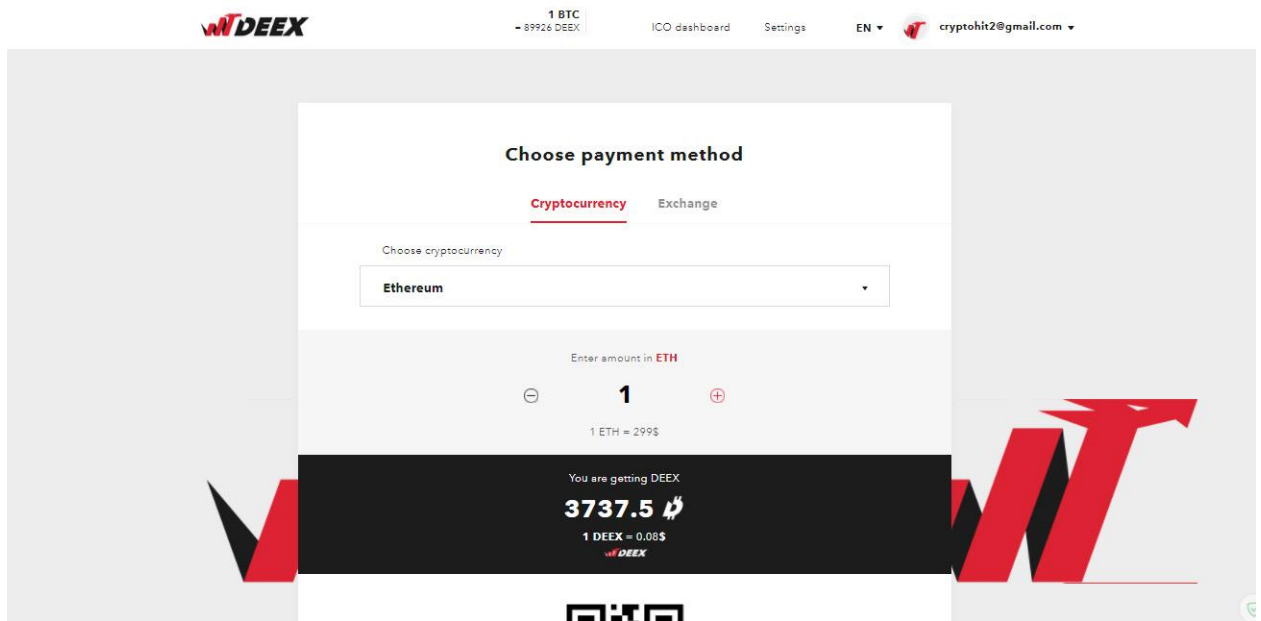 DEEX
1 BTC
= 89926 DEEX
ICO dashboard
Settings
EN
cryptohit2@gmail.com
Choose payment method
Cryptocurrency
Exchange
Choose cryptocurrency
Ethereum
Enter amount in ETH
1
1 ETH = 299$
You are getting DEEX
3737.5
1 DEEX = 0.08$
DEEX